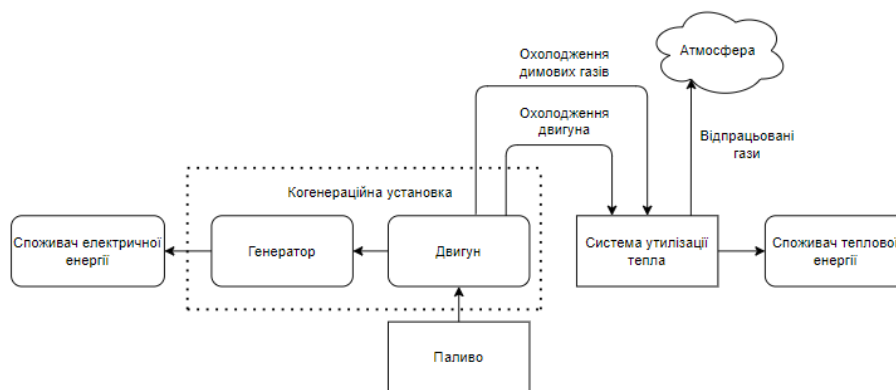 Атмосфера
Охолодження
димових газів
Охолодження
двигуна
Відпрацьовані
гази
Когенераційна установка
Споживач електричної
енергії
Генератор
Двигун
Система утилізації
тепла
Споживач теплової
енергії
Паливо